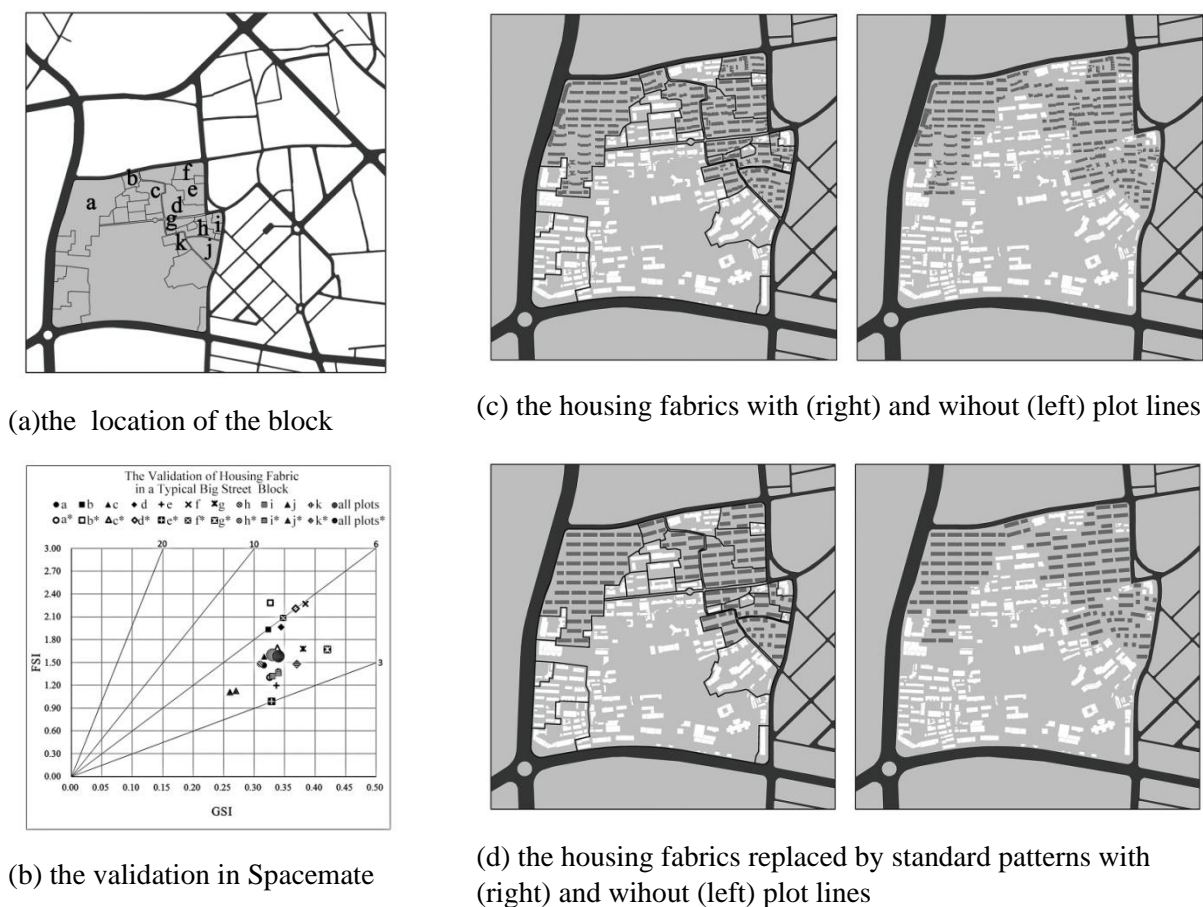 b
f
a
c
e
d
g
h
i
k
j
(a)the location of the block
(c) the housing fabrics with (right) and wihout (left) plot lines
The Validation of Housing Fabric
in a Typical Big Street Block
a b c d e f g h i j k all plots
a* b* c* d* e* f* g* h* i* j* k* all plots*
20 10 6
3.00
2.70
2.40
2.10
1.80
1.50
1.20
0.90
0.60
0.30
0.00
FSI
3
0.00 0.05 0.10 0.15 0.20 0.25 0.30 0.35 0.40 0.45 0.50
GSI
(b) the validation in Spacemate
(d) the housing fabrics replaced by standard patterns with
(right) and wihout (left) plot lines